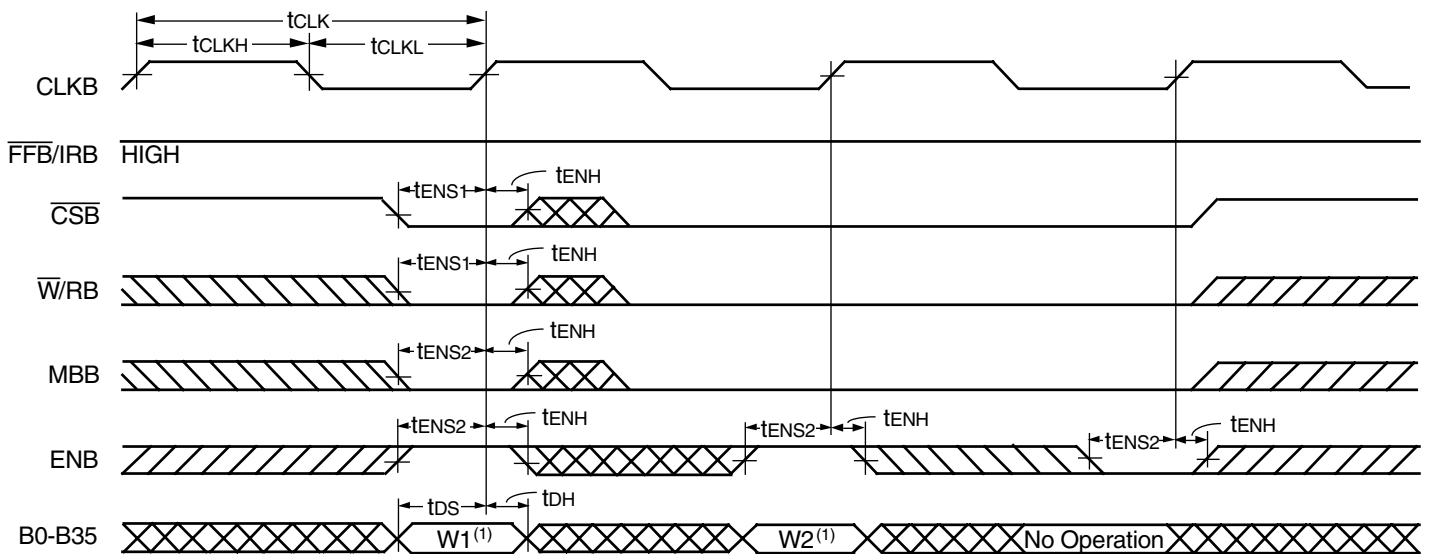 tCLK
tCLKH tCLKL
CLKB
FFB/IRB HIGH
tENS1 tENH
CSB
tENS1 tENH
W/RB
tENS2 tENH
MBB
tENS2 tENH tENS2 tENH tENS2 tENH
ENB
tDS tDH
B0-B35 W1(1) W2(1) No Operation